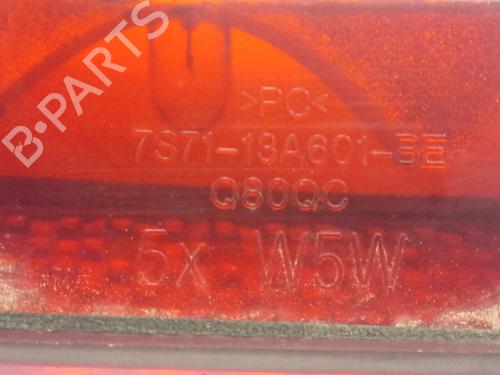 B-PARTS
>PC<
7S71-13A601-BE
Q80QC
5x W5W